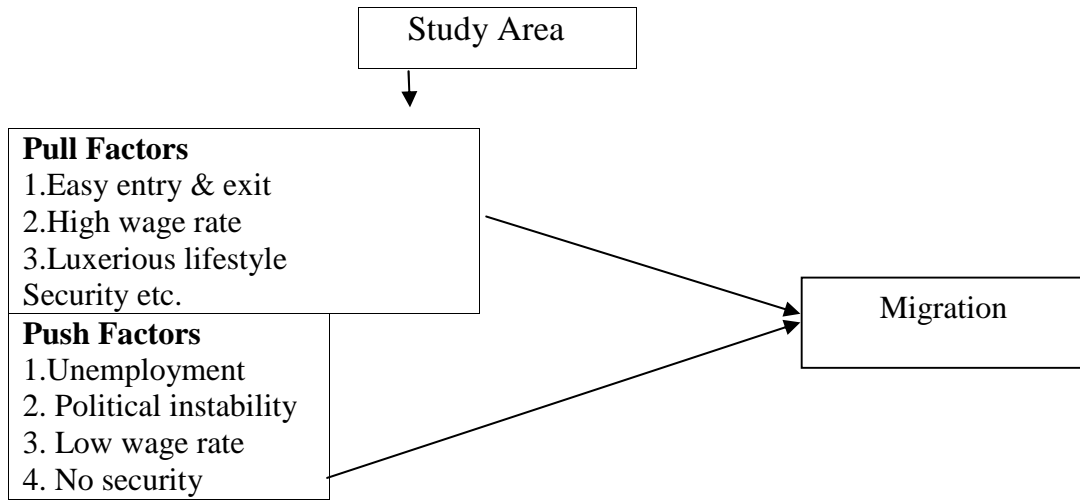 Study Area
Pull Factors
1.Easy entry & exit
2.High wage rate
3.Luxerious lifestyle
Security etc.
Push Factors
1.Unemployment
2. Political instability
3. Low wage rate
4. No security
Migration